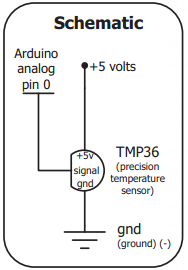 Schematic
Arduino
analog
pin 0
+5 volts
+5v
signal
gnd
TMP36
(precision
temperature
sensor)
gnd
(ground) (-)